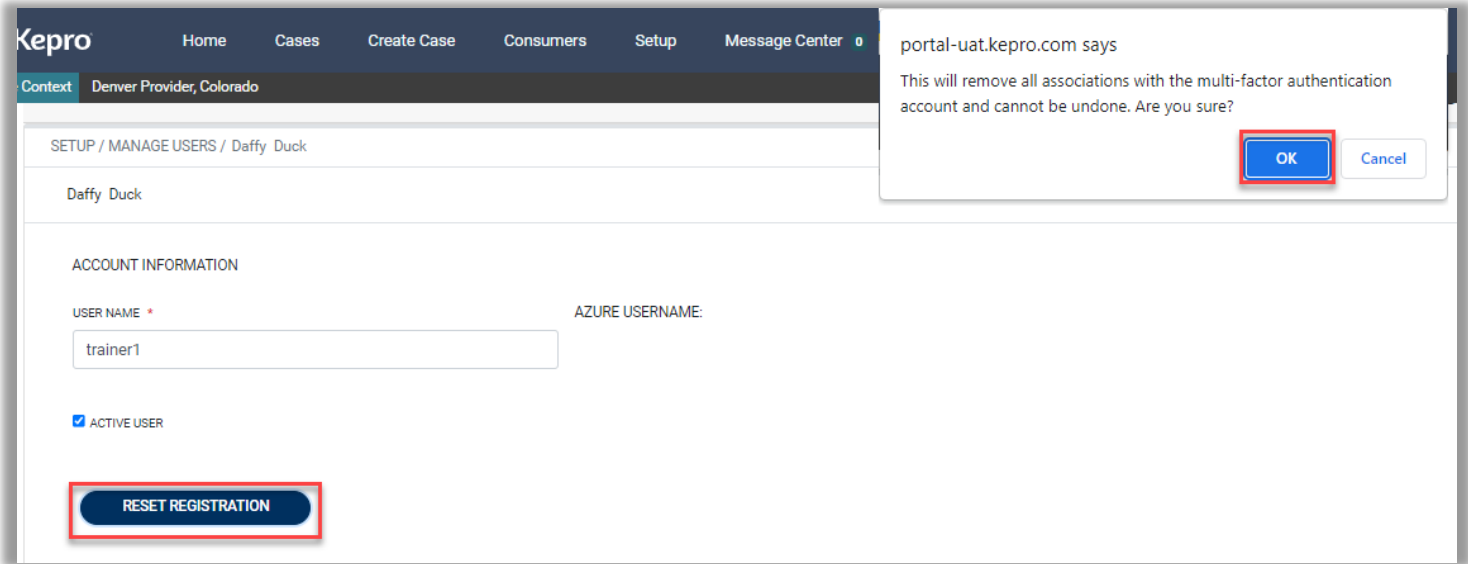 Kepro
Home Cases Create Case Consumers Setup Message Center 0
Context Denver Provider, Colorado
portal-uat.kepro.com says
This will remove all associations with the multi-factor authentication
account and cannot be undone. Are you sure?
OK Cancel
SETUP / MANAGE USERS / Daffy Duck
Daffy Duck
ACCOUNT INFORMATION
USER NAME *
AZURE USERNAME:
trainer1
ACTIVE USER
RESET REGISTRATION